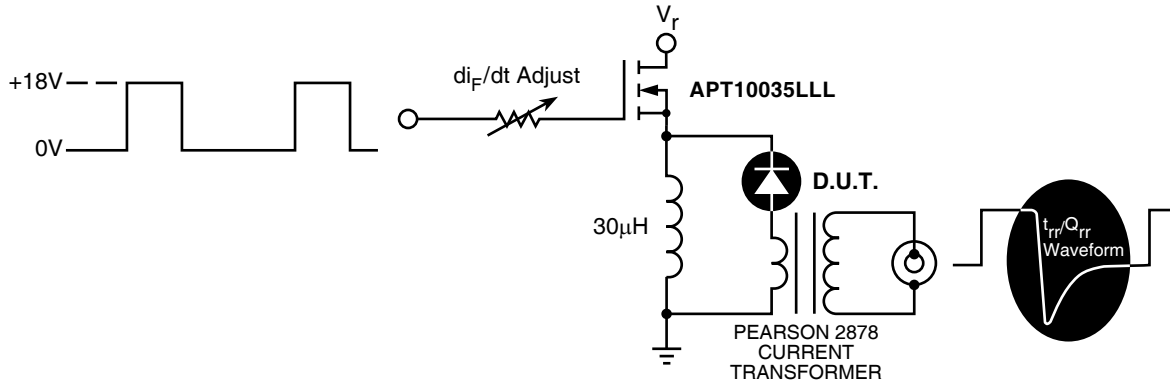 V_r
+18V
di_F/dt Adjust
APT10035LLL
0V
D.U.T.
30μH
t_rr/Q_rr
Waveform
PEARSON 2878
CURRENT
TRANSFORMER